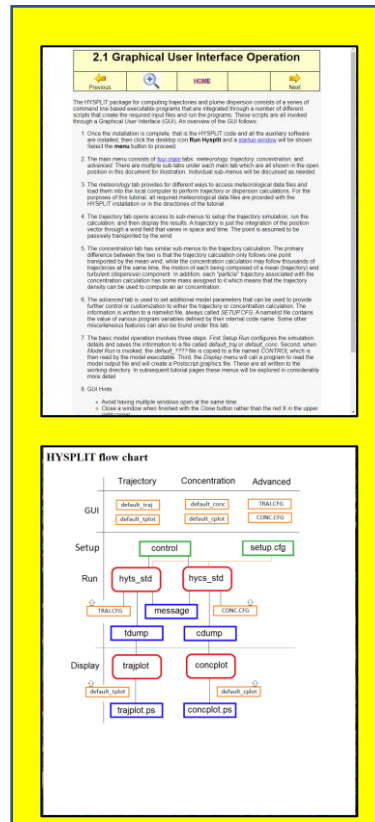 2.1 Graphical User Interface Operation
Previous
HOME
Next
The HYSPLIT package for computing trajectories and plume dispersion consists of a series of
command line based executable programs that are integrated through a number of different
scripts that create the required input files and run the programs. These scripts are all invoked
through a Graphical User Interface (GUI). An overview of the GUI follows:
1. Once the installation is complete, that is the HYSPLIT code and all the auxiliary software
are installed, then click the desktop icon Run Hysplit and a startup window will be shown.
Select the menu button to proceed.
2. The main menu consists of four main tabs: meteorology, trajectory, concentration, and
advanced. There are multiple sub-tabs under each main tab which are all shown in the open
position in this document for illustration. Individual sub-menus will be discussed as needed.
3. The meteorology tab provides for different ways to access meteorological data files and
load them into the local computer to perform trajectory or dispersion calculations. For the
purposes of this tutorial, all required meteorological data files are provided with the
HYSPLIT installation or in the directories of the tutorial.
4. The trajectory tab opens access to sub-menus to setup the trajectory simulation, run the
calculation, and then display the results. A trajectory is just the integration of the position
vector through a wind field that varies in space and time. The point is assumed to be
passively transported by the wind.
5. The concentration tab has similar sub-menus to the trajectory calculation. The primary
difference between the two is that the trajectory calculation only follows one point
transported by the mean wind, while the concentration calculation may follow thousands of
trajectories at the same time, the motion of each being composed of a mean (trajectory) and
turbulent (dispersive) component. In addition, each "particle" trajectory associated with the
concentration calculation has some mass assigned to it which means that the trajectory
density can be used to compute an air concentration.
6. The advanced tab is used to set additional model parameters that can be used to provide
further control or customization to either the trajectory or concentration calculation. The
information is written to a namelist file, always called SETUP.CFG. A namelist file contains
the value of various program variables defined by their internal code name. Some other
miscellaneous features can also be found under this tab.
7. The basic model operation involves three steps. First Setup Run configures the simulation
details and saves the information to a file called default_traj or default_conc. Second, when
Model Run is invoked, the default_???? file is copied to a file named CONTROL which is
then read by the model executable. Third, the Display menu will call a program to read the
model output file and will create a Postscript graphics file. These are all written to the
working directory. In subsequent tutorial pages these menus will be explored in considerably
more detail.
8. GUI Hints
Avoid having multiple windows open at the same time
Close a window when finished with the Close button rather than the red X in the upper
HYSPLIT flow chart
Trajectory Concentration Advanced
GUI
default_traj default_conc TRAJ.CFG
default_tplot default_cplot CONC.CFG
Setup control setup.cfg
Run hyts_std hycs_std
TRAJ.CFG message CONC.CFG
tdump cdump
Display trajplot concplot
default_tplot default_cplot
trajplot.ps concplot.ps